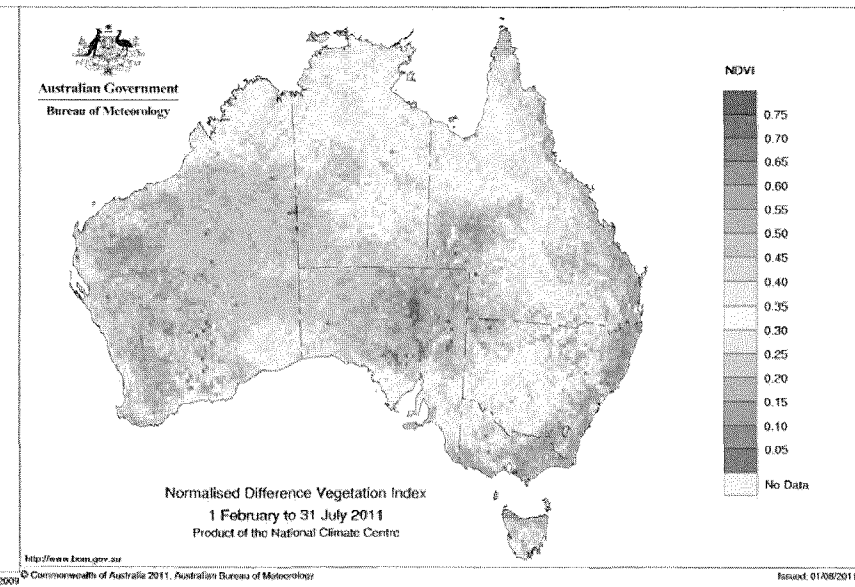 Australian Government
Bureau of Meteorology
NDVI
0.75
0.70
0.65
0.60
0.55
0.50
0.45
0.40
0.35
0.30
0.25
0.20
0.15
0.10
0.05
No Data
Normalised Difference Vegetation Index
1 February to 31 July 2011
Product of the National Climate Centre
http://www.bom.gov.au
2009
© Commonwealth of Australia 2011, Australian Bureau of Meteorology
Issued: 01/08/2011